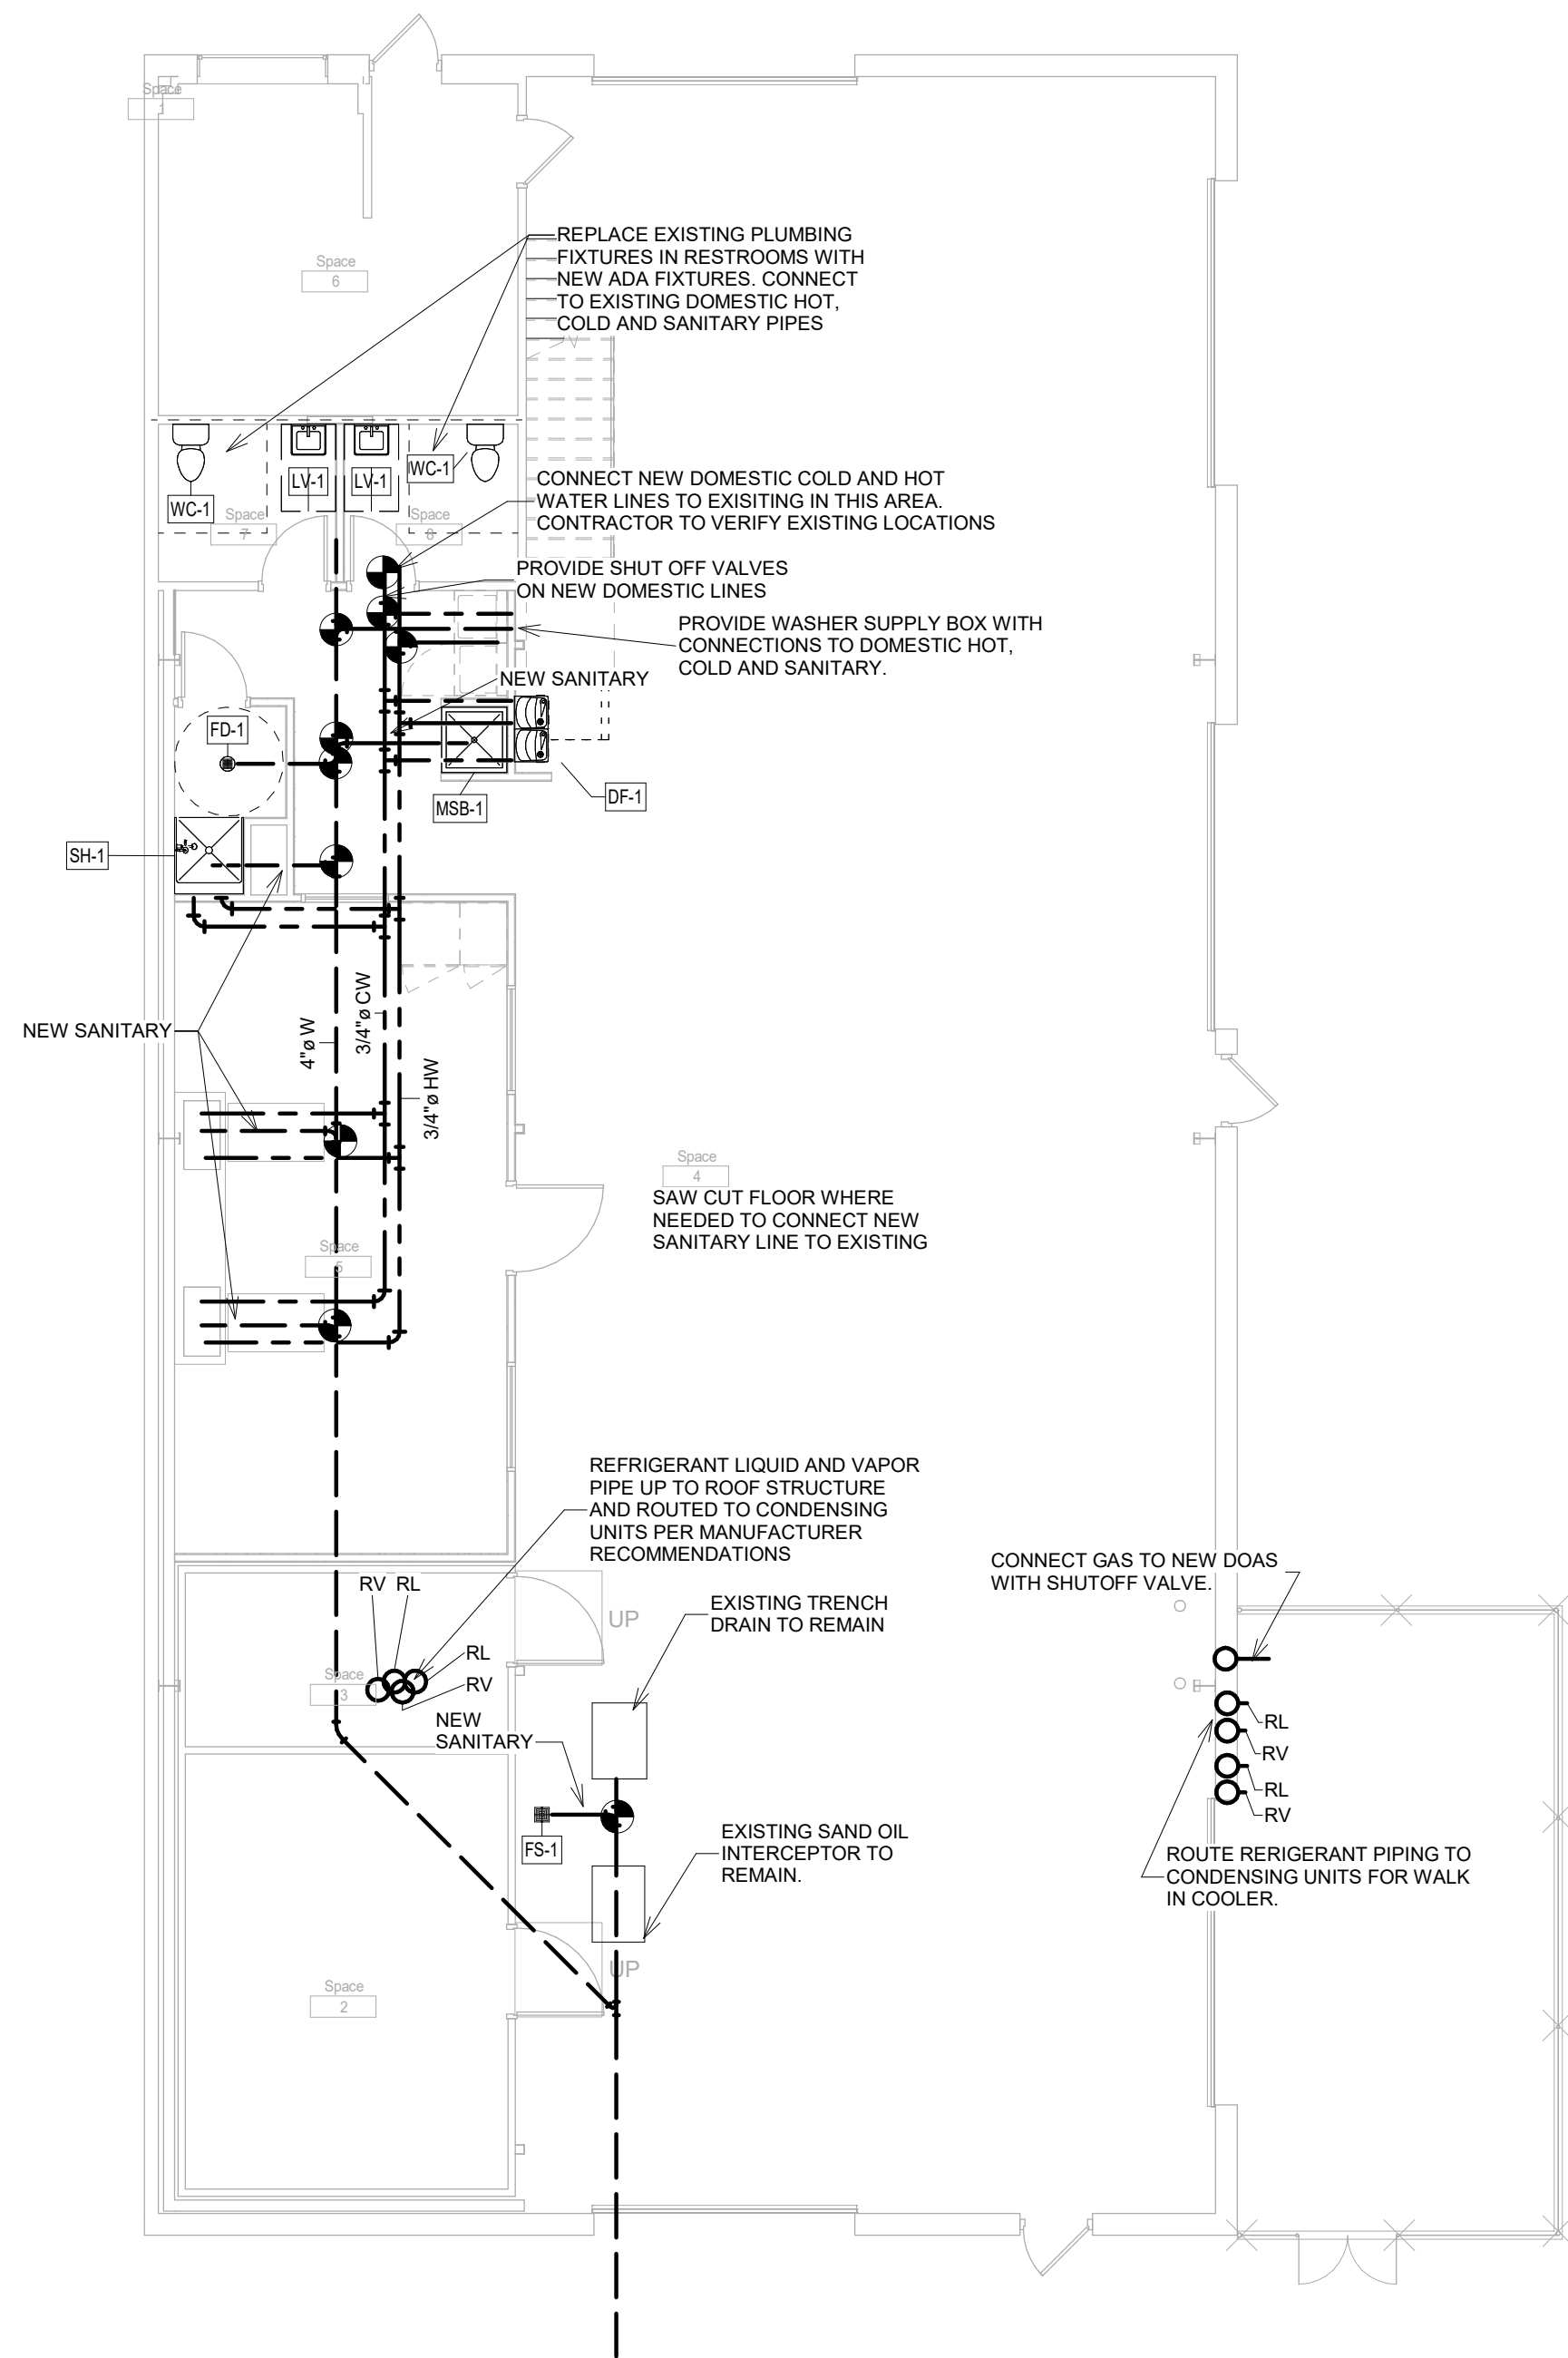 Space
1
REPLACE EXISTING PLUMBING
FIXTURES IN RESTROOMS WITH
NEW ADA FIXTURES. CONNECT
TO EXISTING DOMESTIC HOT,
COLD AND SANITARY PIPES
Space
6
WC-1
LV-1
LV-1
WC-1
Space
7
Space
8
CONNECT NEW DOMESTIC COLD AND HOT
WATER LINES TO EXISITING IN THIS AREA.
CONTRACTOR TO VERIFY EXISTING LOCATIONS
PROVIDE SHUT OFF VALVES
ON NEW DOMESTIC LINES
PROVIDE WASHER SUPPLY BOX WITH
CONNECTIONS TO DOMESTIC HOT,
COLD AND SANITARY.
NEW SANITARY
FD-1
MSB-1
DF-1
SH-1
NEW SANITARY
4"ø W
3/4"ø CW
3/4"ø HW
Space
4
SAW CUT FLOOR WHERE
NEEDED TO CONNECT NEW
SANITARY LINE TO EXISTING
Space
5
REFRIGERANT LIQUID AND VAPOR
PIPE UP TO ROOF STRUCTURE
AND ROUTED TO CONDENSING
UNITS PER MANUFACTURER
RECOMMENDATIONS
CONNECT GAS TO NEW DOAS
WITH SHUTOFF VALVE.
RV RL
EXISTING TRENCH
DRAIN TO REMAIN
UP
RL
RV
Space
3
NEW
SANITARY
RL
RV
RL
RV
FS-1
EXISTING SAND OIL
INTERCEPTOR TO
REMAIN.
ROUTE RERIGERANT PIPING TO
CONDENSING UNITS FOR WALK
IN COOLER.
UP
Space
2